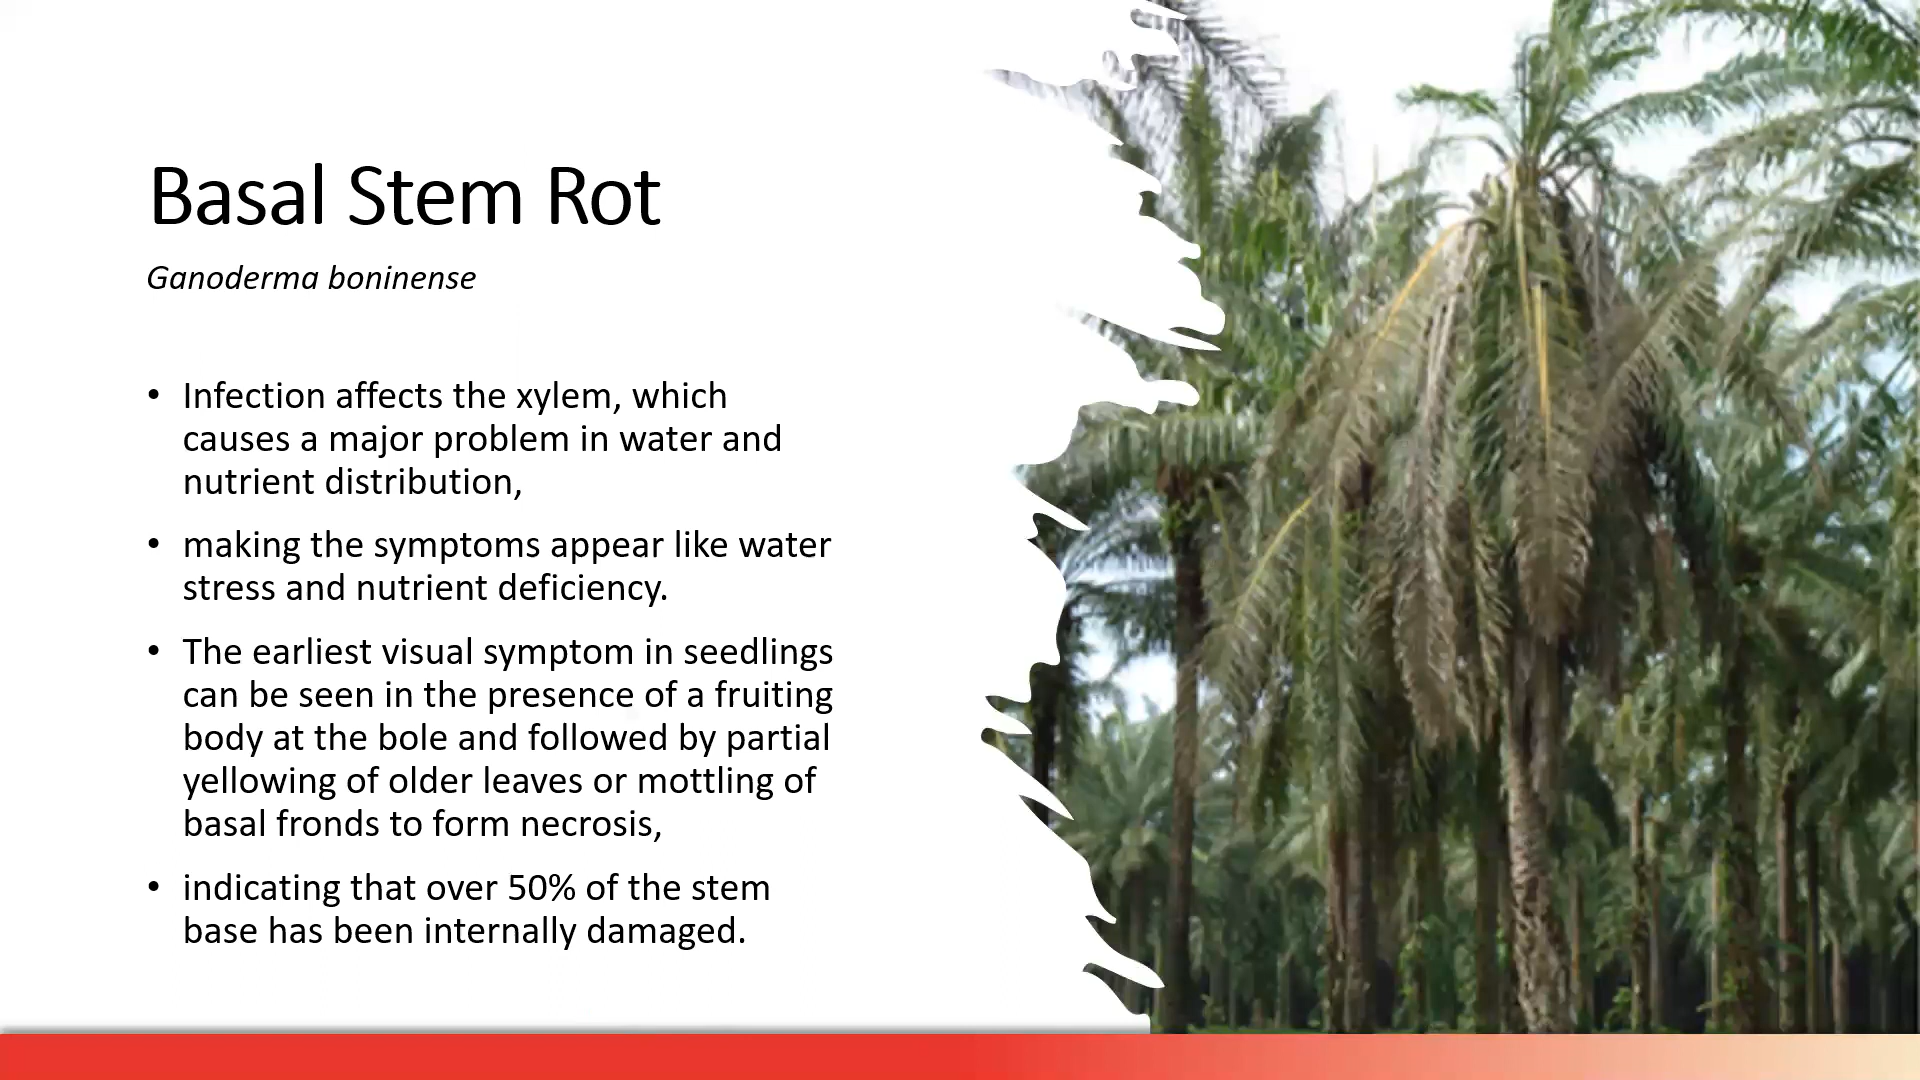 Basal Stem Rot
Ganoderma boninense
• Infection affects the xylem, which
causes a major problem in water and
nutrient distribution,
• making the symptoms appear like water
stress and nutrient deficiency.
• The earliest visual symptom in seedlings
can be seen in the presence of a fruiting
body at the bole and followed by partial
yellowing of older leaves or mottling of
basal fronds to form necrosis,
• indicating that over 50% of the stem
base has been internally damaged.